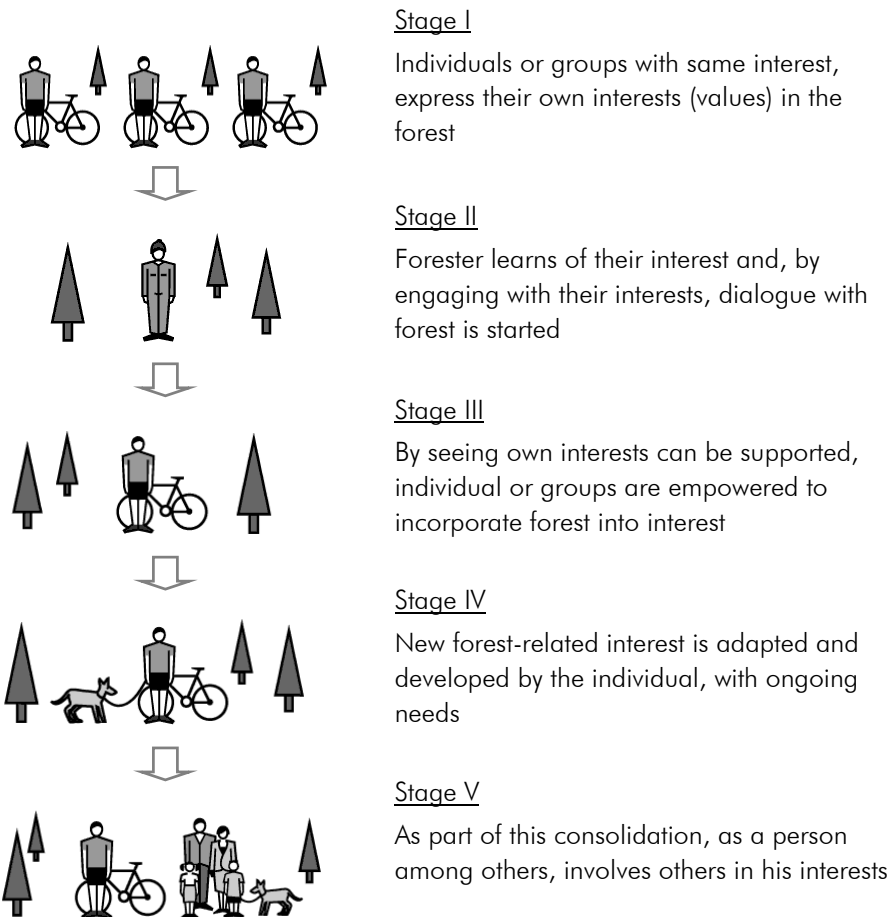 Stage I
Individuals or groups with same interest,
express their own interests (values) in the
forest
Stage II
Forester learns of their interest and, by
engaging with their interests, dialogue with
forest is started
Stage III
By seeing own interests can be supported,
individual or groups are empowered to
incorporate forest into interest
Stage IV
New forest-related interest is adapted and
developed by the individual, with ongoing
needs
Stage V
As part of this consolidation, as a person
among others, involves others in his interests